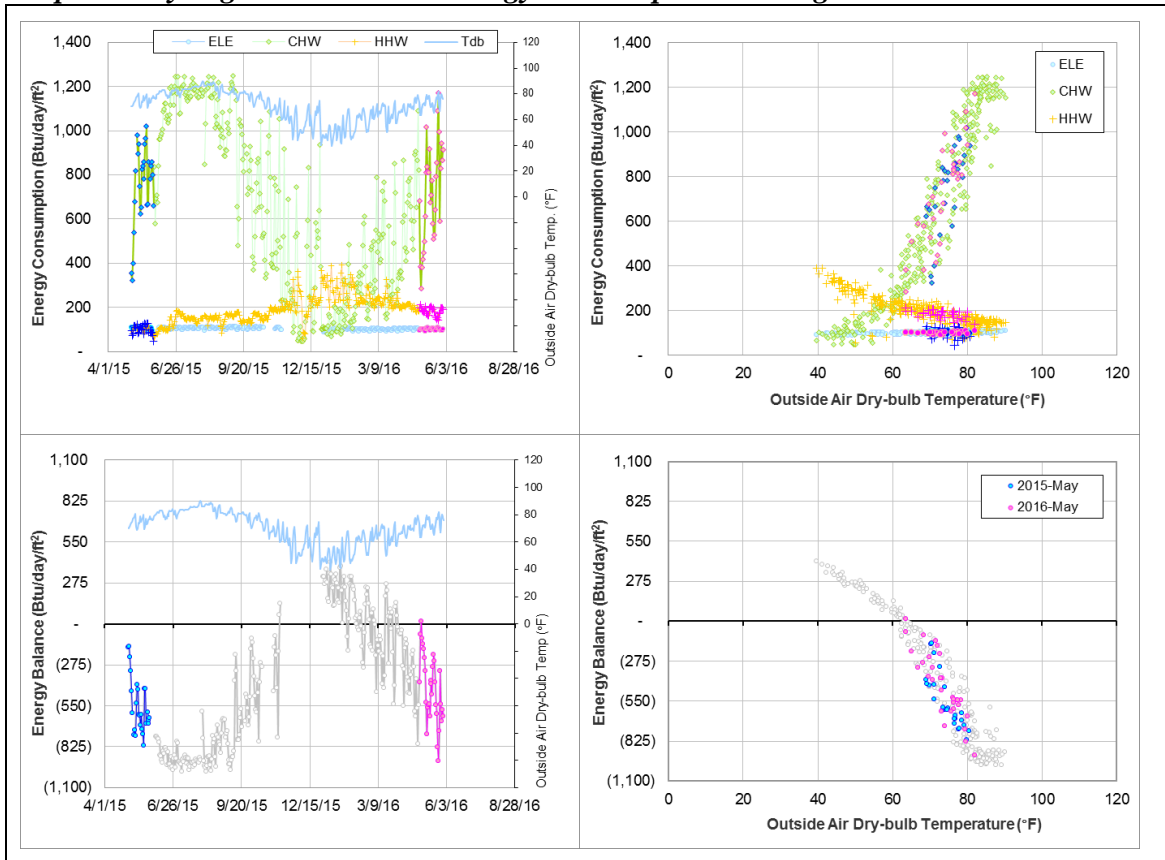 ELE CHW HHW Tdb
Energy Consumption (Btu/day/ft²)
1,400
1,200
1,000
800
600
400
200
-
120
100
80
60
40
20
0
Outside Air Dry-bulb Temp. (°F)
4/1/15 6/26/15 9/20/15 12/15/15 3/9/16 6/3/16 8/28/16
Energy Consumption (Btu/day/ft²)
1,400
1,200
1,000
800
600
400
200
-
ELE
CHW
HHW
0 20 40 60 80 100 120
Outside Air Dry-bulb Temperature (°F)
Energy Balance (Btu/day/ft²)
1,100
825
550
275
-
(275)
(550)
(825)
(1,100)
120
100
80
60
40
20
0
Outside Air Dry-bulb Temp (°F)
4/1/15 6/26/15 9/20/15 12/15/15 3/9/16 6/3/16 8/28/16
Energy Balance (Btu/day/ft²)
1,100
825
550
275
-
(275)
(550)
(825)
(1,100)
2015-May
2016-May
0 20 40 60 80 100 120
Outside Air Dry-bulb Temperature (°F)